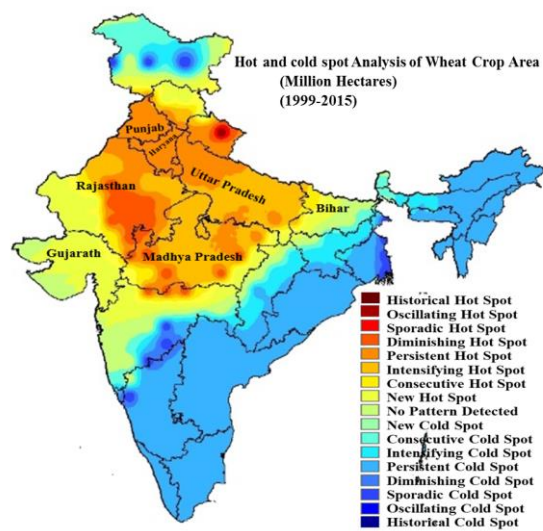 Hot and cold spot Analysis of Wheat Crop Area
(Million Hectares)
(1999-2015)
Punjab
Haryana
Uttar Pradesh
Rajasthan
Bihar
Gujarath
Madhya Pradesh
Historical Hot Spot
Oscillating Hot Spot
Sporadic Hot Spot
Diminishing Hot Spot
Persistent Hot Spot
Intensifying Hot Spot
Consecutive Hot Spot
New Hot Spot
No Pattern Detected
New Cold Spot
Consecutive Cold Spot
Intensifying Cold Spot
Persistent Cold Spot
Diminishing Cold Spot
Sporadic Cold Spot
Oscillating Cold Spot
Historical Cold Spot